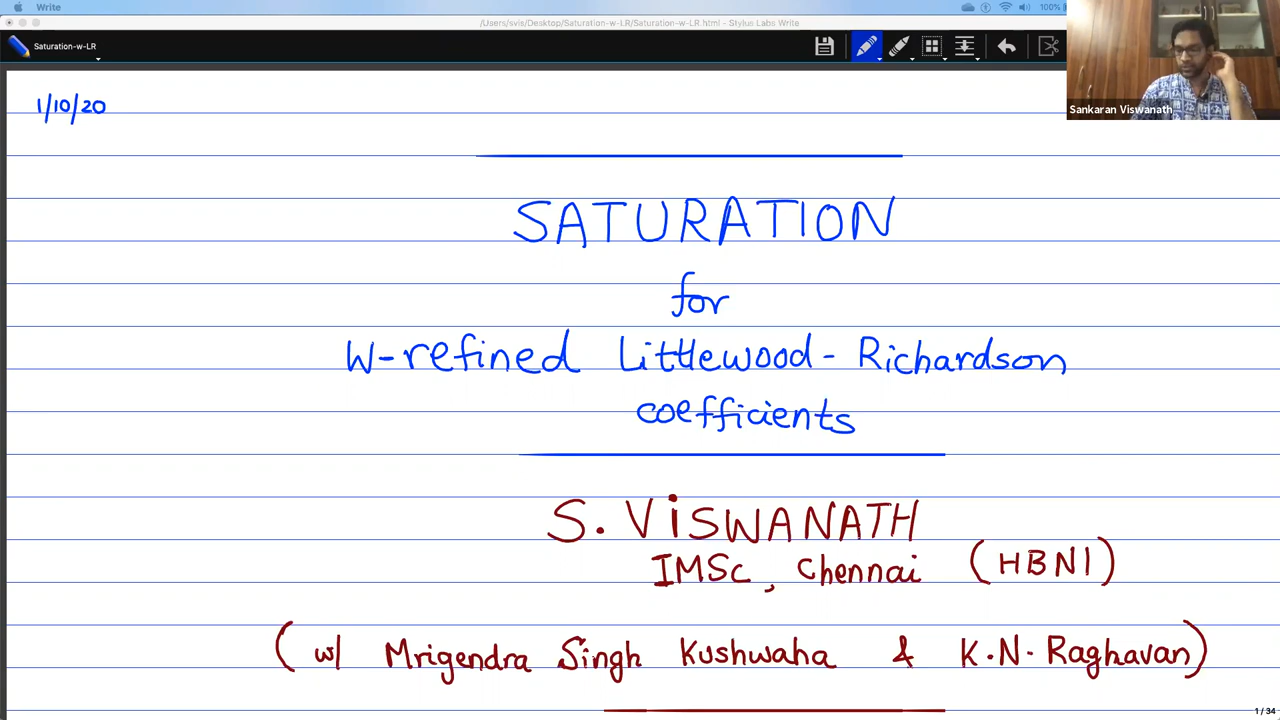 Write
100%
/Users/svis/Desktop/Saturation-w-LR/Saturation-w-LR.html - Stylus Labs Write
Saturation-w-LR
Sankaran Viswanath
1/10/20
SATURATION
for
W-refined Littlewood-Richardson
coefficients
S. VISWANATH
IMSc, Chennai (HBNI)
(w/ Mrigendra Singh Kushwaha & K.N. Raghavan)
1 / 34